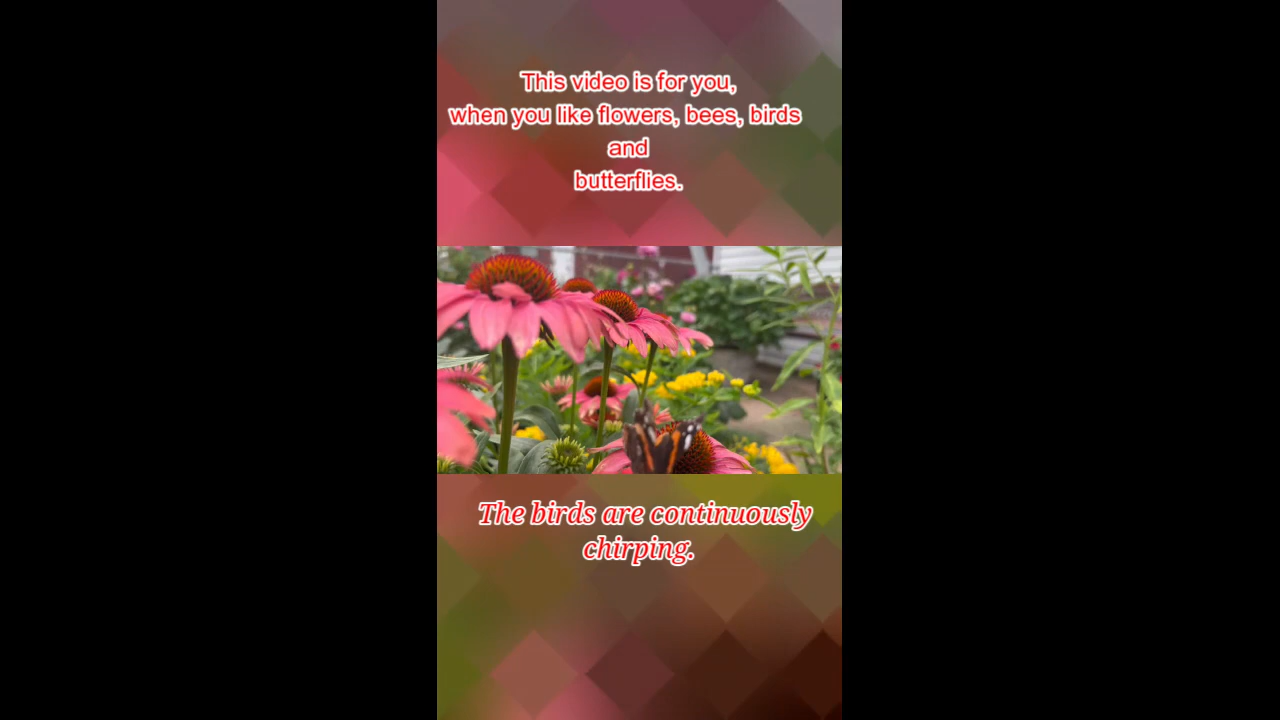 This video is for you,
when you like flowers, bees, birds
and
butterflies.
The birds are continuously
chirping.